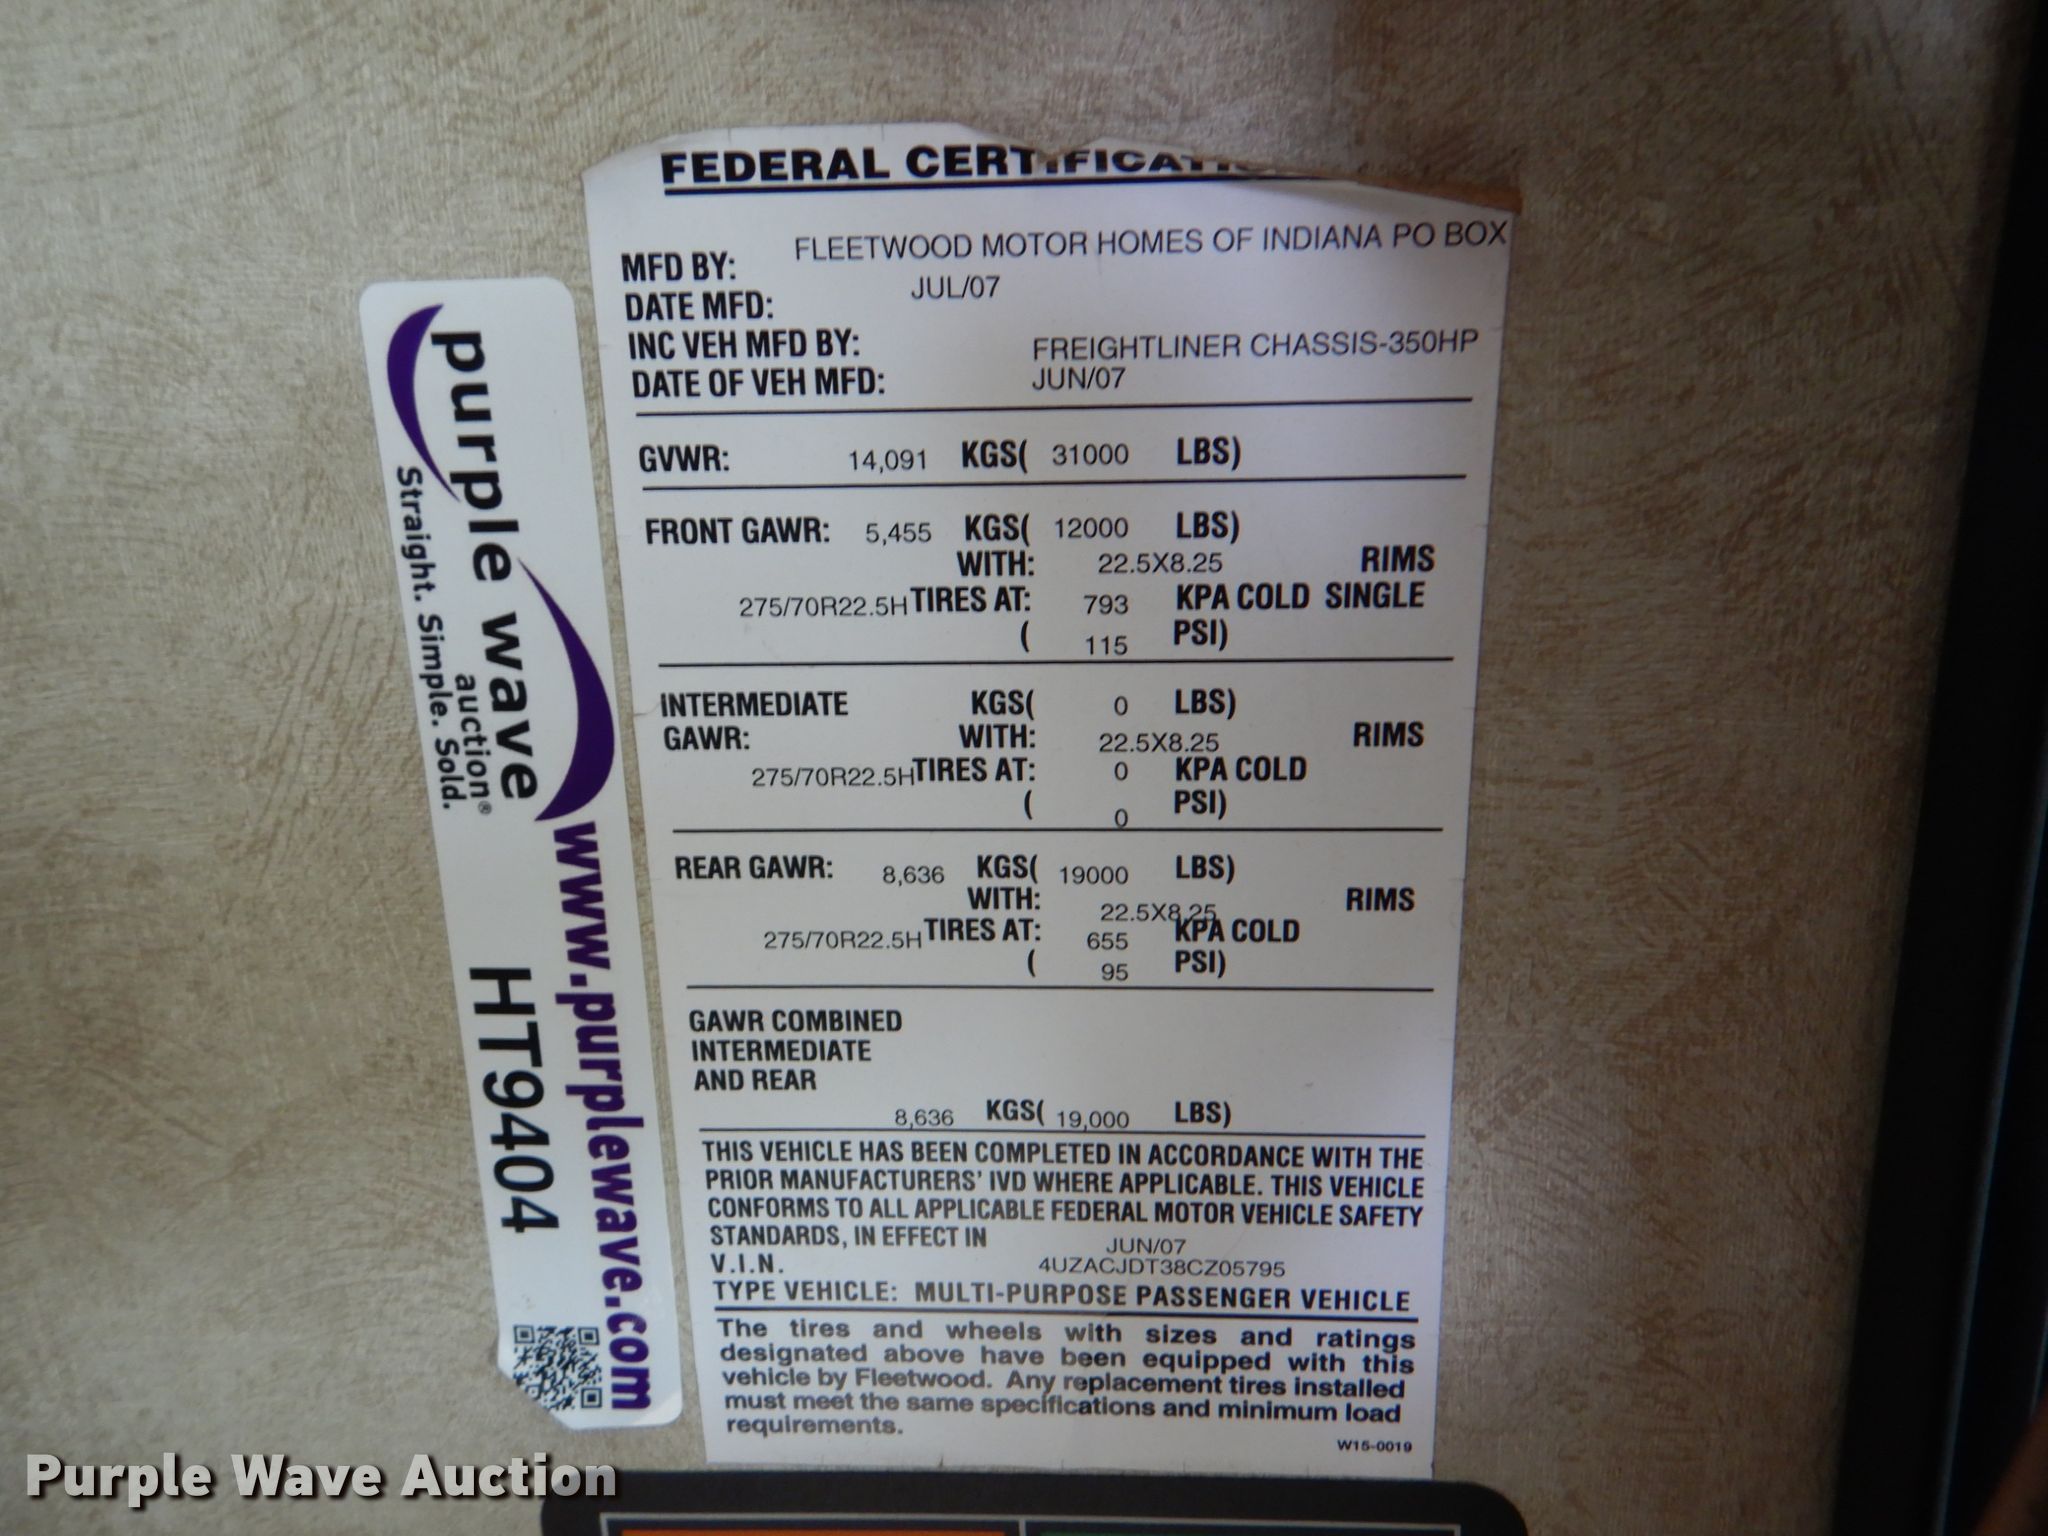 FEDERAL CERTIFICATI
MFD BY: FLEETWOOD MOTOR HOMES OF INDIANA PO BOX
DATE MFD: JUL/07
INC VEH MFD BY: FREIGHTLINER CHASSIS-350HP
DATE OF VEH MFD: JUN/07
GVWR: 14,091 KGS( 31000 LBS)
FRONT GAWR: 5,455 KGS( 12000 LBS)
WITH: 22.5X8.25 RIMS
275/70R22.5H TIRES AT: 793 KPA COLD SINGLE
( 115 PSI)
INTERMEDIATE KGS( 0 LBS)
GAWR: WITH: 22.5X8.25 RIMS
275/70R22.5H TIRES AT: 0 KPA COLD
( 0 PSI)
REAR GAWR: 8,636 KGS( 19000 LBS)
WITH: 22.5X8.25 RIMS
275/70R22.5H TIRES AT: 655 KPA COLD
( 95 PSI)
GAWR COMBINED
INTERMEDIATE
AND REAR
8,636 KGS( 19,000 LBS)
THIS VEHICLE HAS BEEN COMPLETED IN ACCORDANCE WITH THE
PRIOR MANUFACTURERS' IVD WHERE APPLICABLE. THIS VEHICLE
CONFORMS TO ALL APPLICABLE FEDERAL MOTOR VEHICLE SAFETY
STANDARDS, IN EFFECT IN JUN/07
V.I.N. 4UZACJDT38CZ05795
TYPE VEHICLE: MULTI-PURPOSE PASSENGER VEHICLE
The tires and wheels with sizes and ratings
designated above have been equipped with this
vehicle by Fleetwood. Any replacement tires installed
must meet the same specifications and minimum load
requirements.
W15-0019
purple wave
auction®
Straight. Simple. Sold.
HT9404
www.purplewave.com
Purple Wave Auction